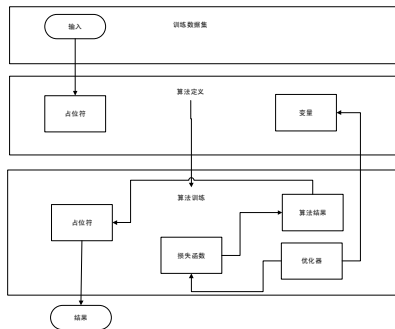 训练数据集
输入
算法定义
占位符
变量
算法训练
算法结果
占位符
损失函数
优化器
结果